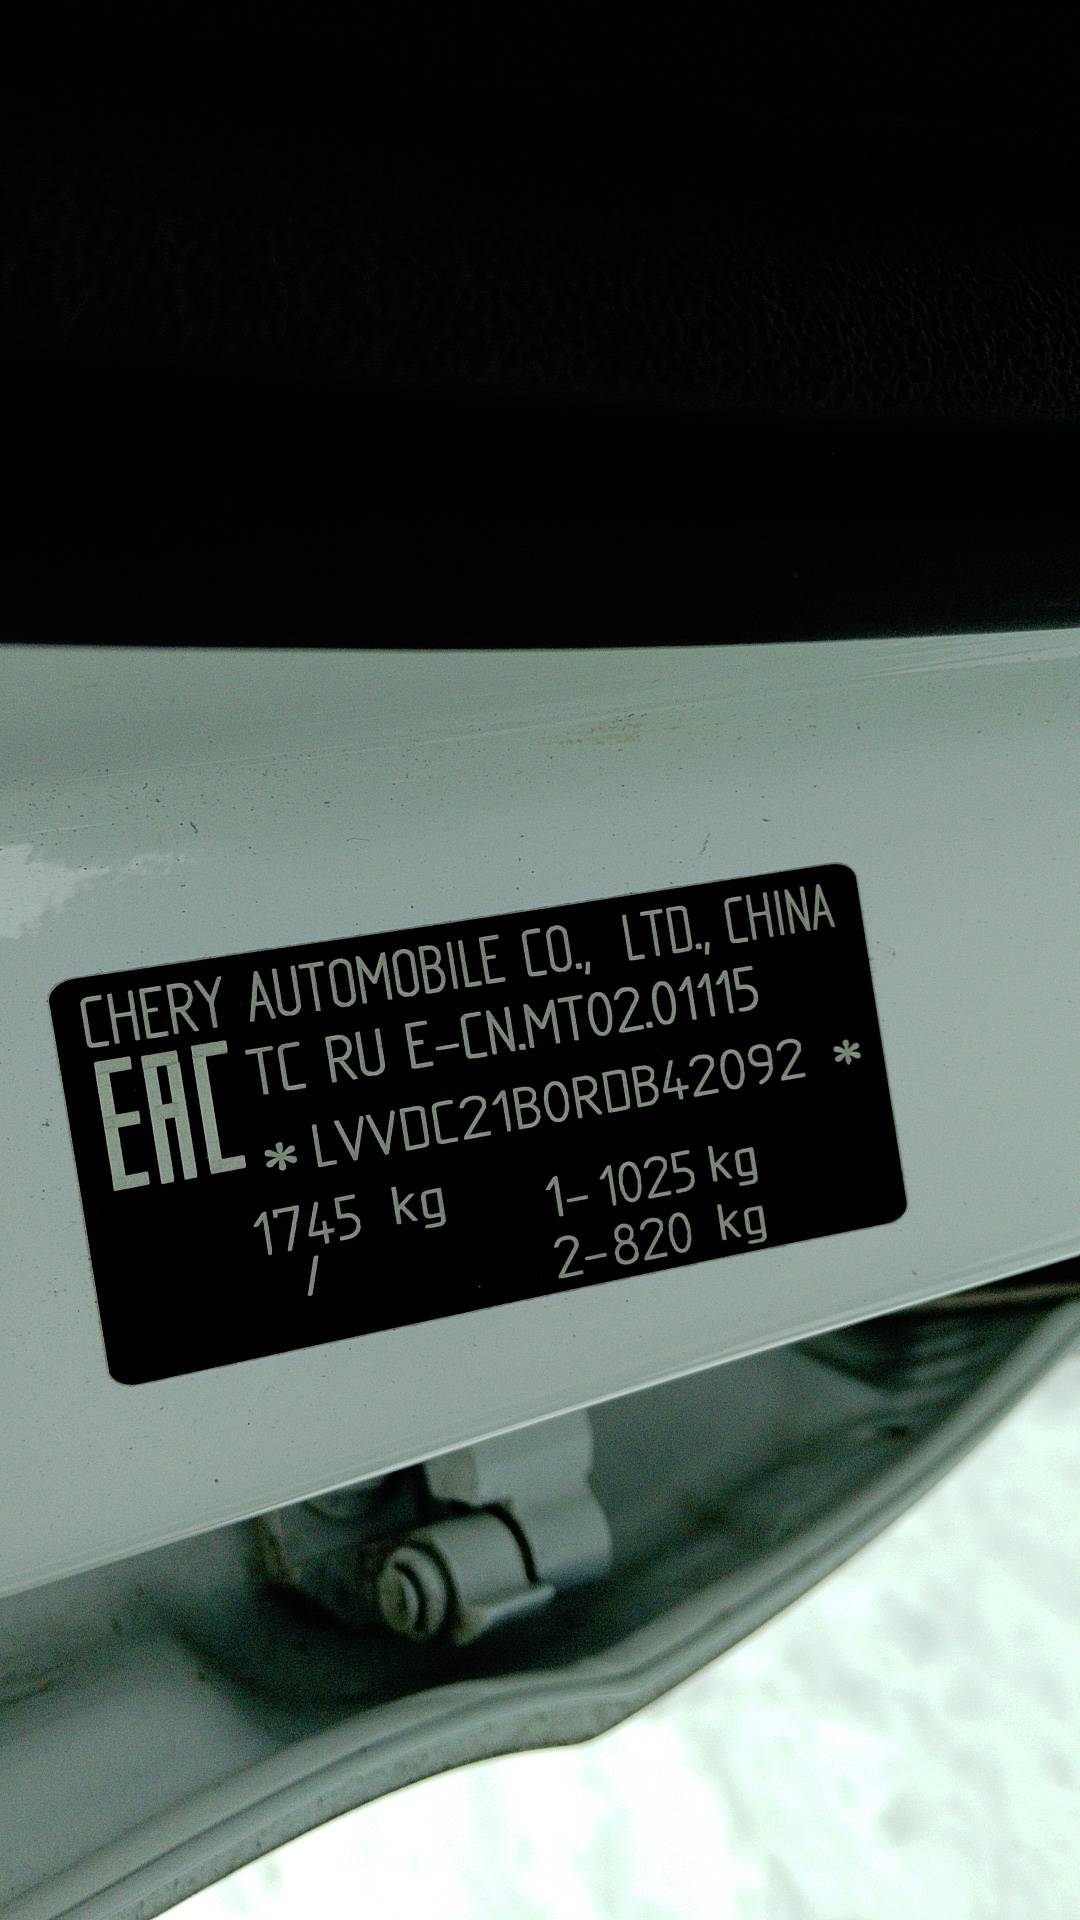 CHERY AUTOMOBILE CO., LTD., CHINA
EAC TC RU E-CN.MT02.01115
*LVVDC21B0RDB42092 *
1745 kg 1-1025 kg
/ 2-820 kg